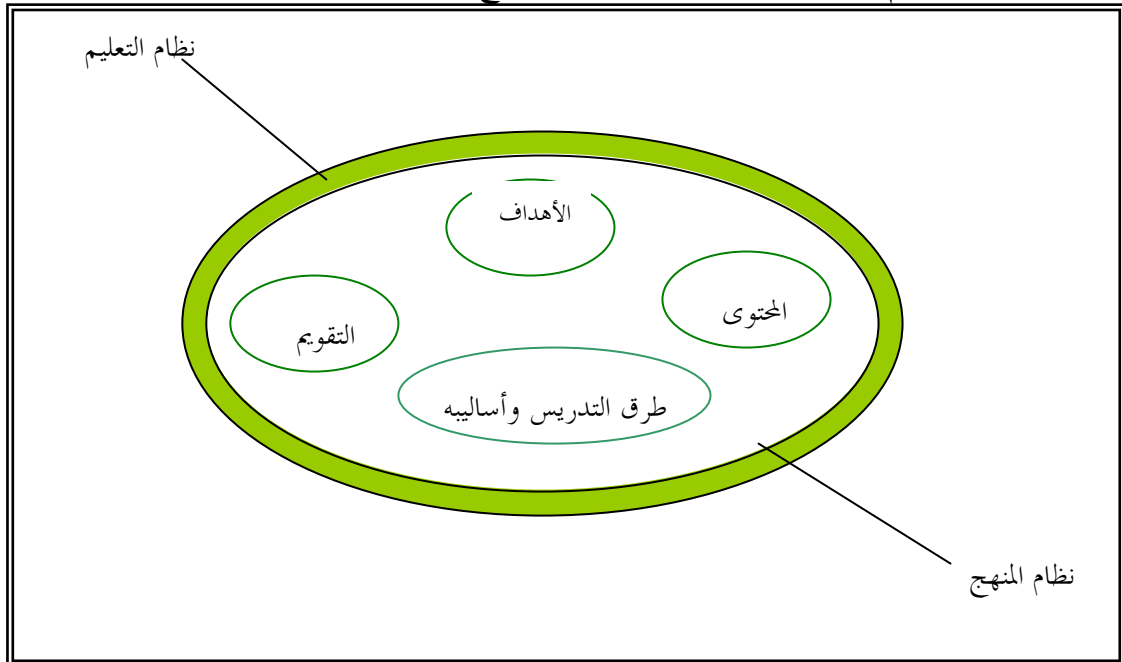 نظام التعليم
الأهداف
المحتوى
التقويم
طرق التدريس وأساليبه
نظام المنهج